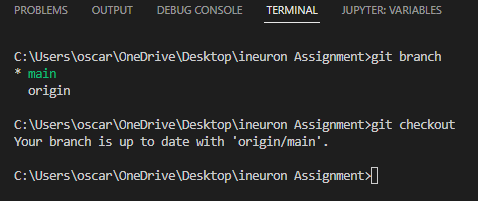 PROBLEMS OUTPUT DEBUG CONSOLE TERMINAL JUPYTER: VARIABLES
C:\Users\oscar\OneDrive\Desktop\ineuron Assignment>git branch
* main
  origin
C:\Users\oscar\OneDrive\Desktop\ineuron Assignment>git checkout
Your branch is up to date with 'origin/main'.
C:\Users\oscar\OneDrive\Desktop\ineuron Assignment>